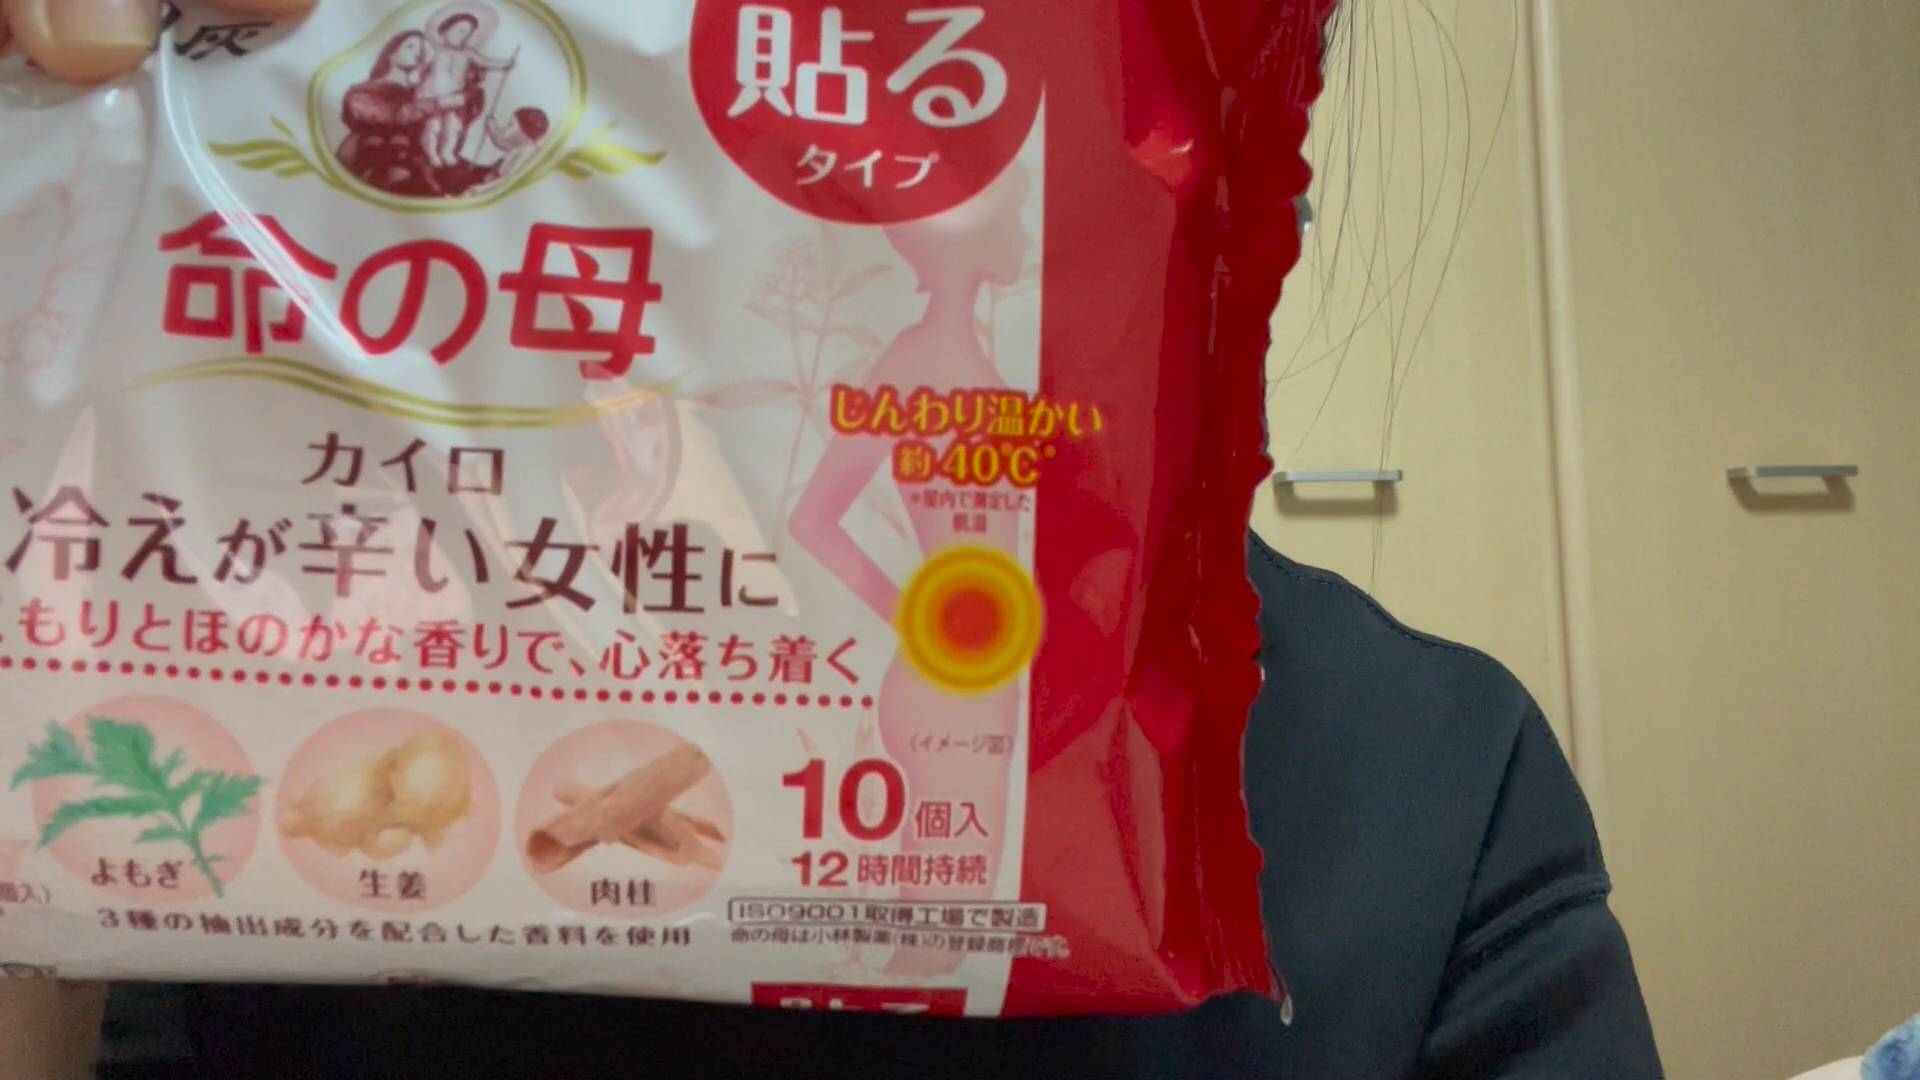 灰
貼る
タイプ
命の母
カイロ
じんわり温かい
約40℃*
*屋内で測定した
肌温
冷えが辛い女性に
もりとほのかな香りで、心落ち着く
〈イメージ図〉
よもぎ
生姜
肉桂
10個入
12時間持続
個入)
3種の抽出成分を配合した香料を使用
ISO9001取得工場で製造
命の母は小林製薬(株)の登録商標です。